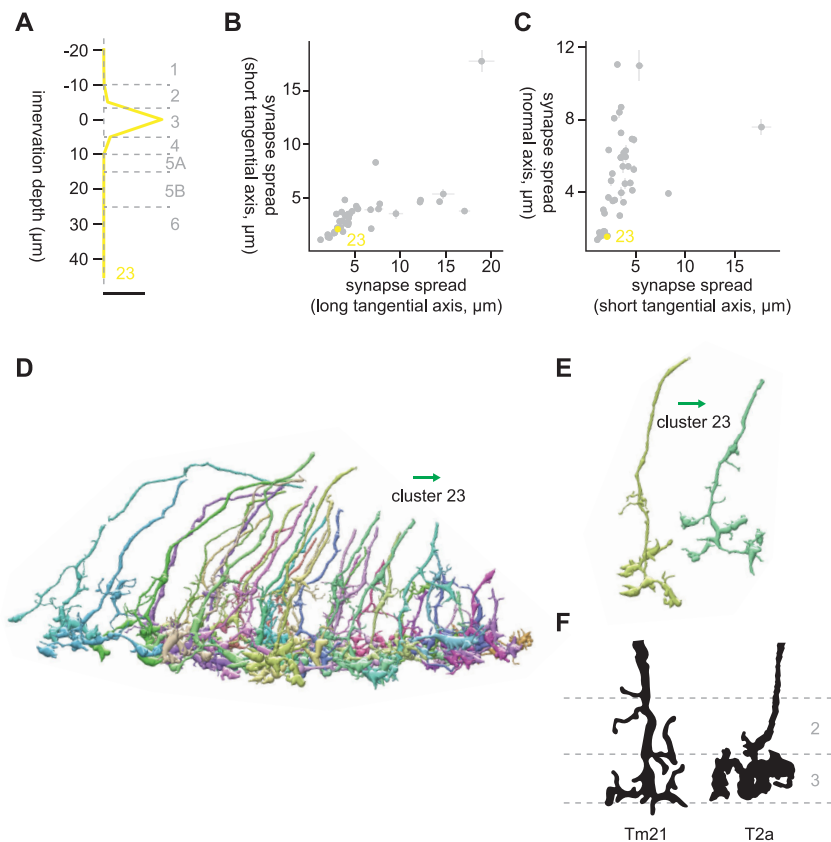 A
-20
-10
0
10
20
30
40
innervation depth (µm)
1
2
3
4
5A
5B
6
23
B
synapse spread
(short tangential axis, µm)
15
10
5
23
0
5
10
15
20
synapse spread
(long tangential axis, µm)
C
synapse spread
(normal axis, µm)
12
8
4
23
5
10
15
synapse spread
(short tangential axis, µm)
D
cluster 23
E
cluster 23
F
2
3
Tm21
T2a